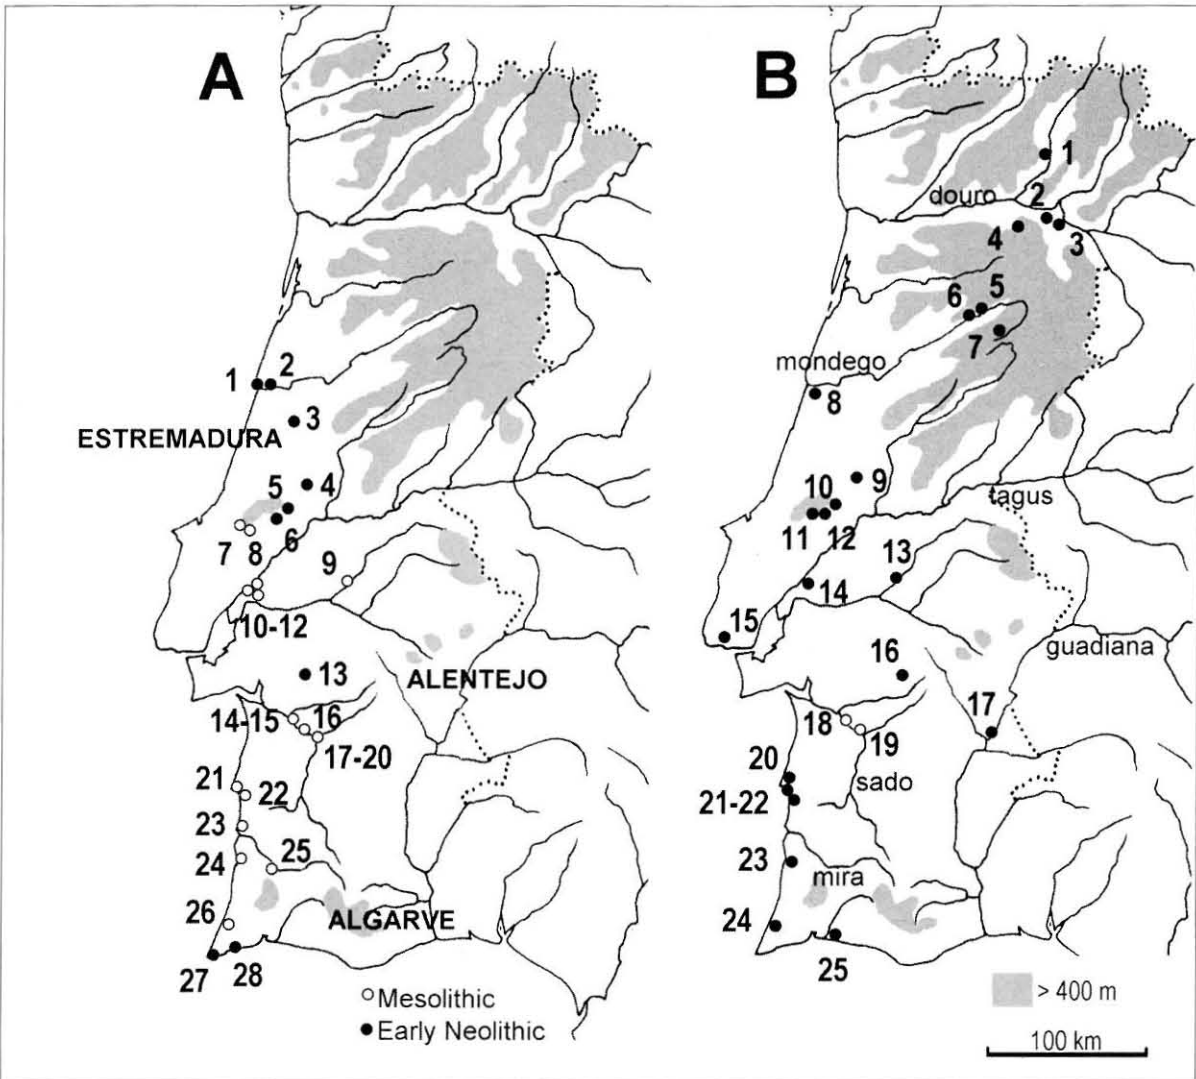 A
1 2
3
ESTREMADURA
5 4
6
7 8
9
10-12
13
ALENTEJO
14-15 16
17-20
21
22
23
24 25
26
ALGARVE
27 28
Mesolithic
Early Neolithic
B
1
2
douro
4 3
6 5
7
mondego
8
10 9
tagus
11 12
13
14
15
guadiana
16
17
18 19
20
sado
21-22
23
mira
24
25
> 400 m
100 km